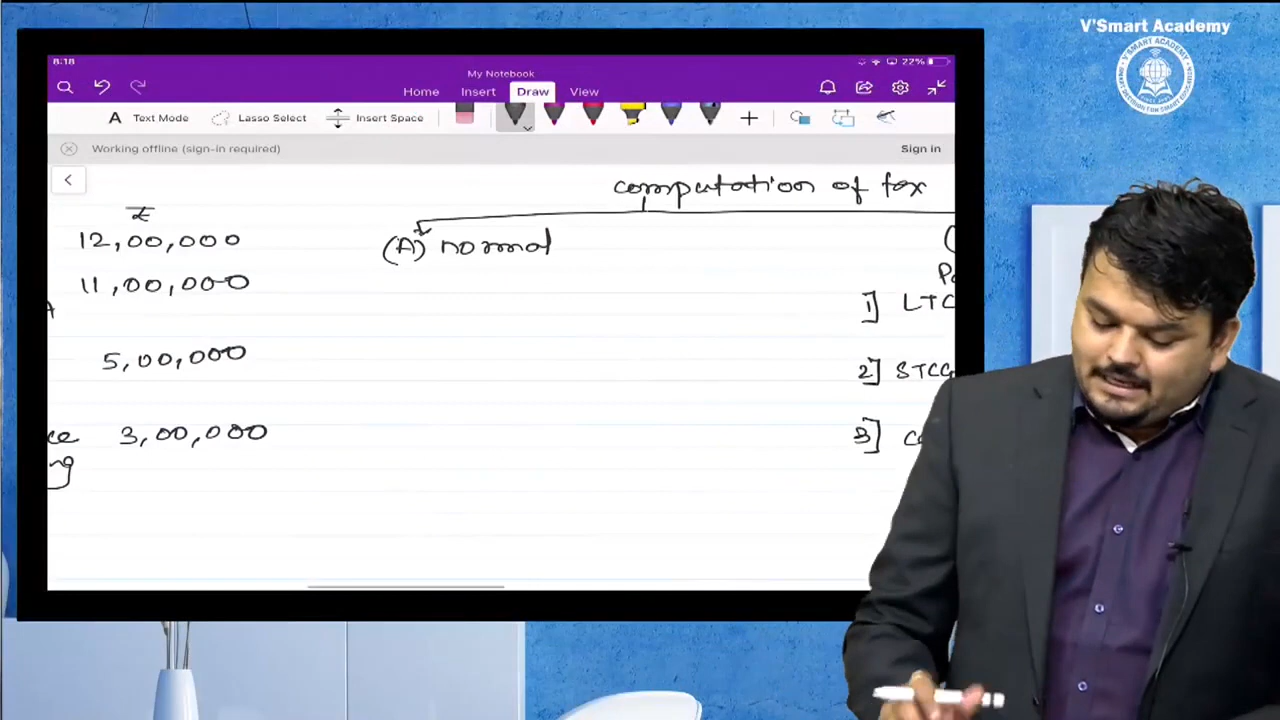 V'Smart Academy
8:18
22%
My Notebook
Home Insert Draw View
Text Mode Lasso Select Insert Space
Working offline (sign-in required) Sign in
computation of tax
₹
12,00,000 (A) normal (
11,00,000
1] LTC
5,00,000
2] STCG
ce 3,00,000
3]
ng